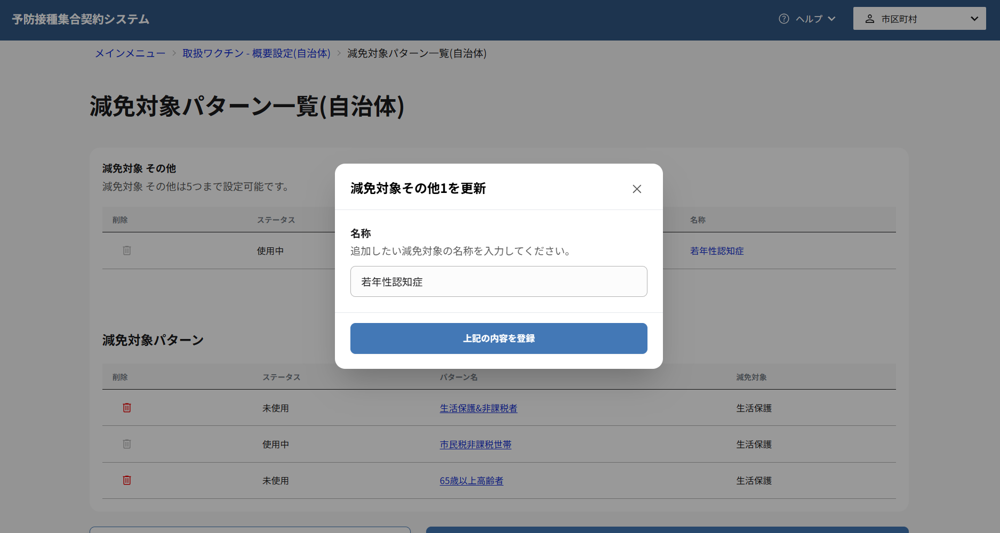 予防接種集合契約システム
ヘルプ
市区町村
メインメニュー
取扱ワクチン - 概要設定(自治体)
減免対象パターン一覧(自治体)
減免対象パターン一覧(自治体)
減免対象 その他
減免対象 その他は5つまで設定可能です。
削除 ステータス 名称
使用中 若年性認知症
減免対象その他1を更新
名称
追加したい減免対象の名称を入力してください。
若年性認知症
上記の内容を登録
減免対象パターン
削除 ステータス パターン名 減免対象
未使用 生活保護&非課税者 生活保護
使用中 市民税非課税世帯 生活保護
未使用 65歳以上高齢者 生活保護